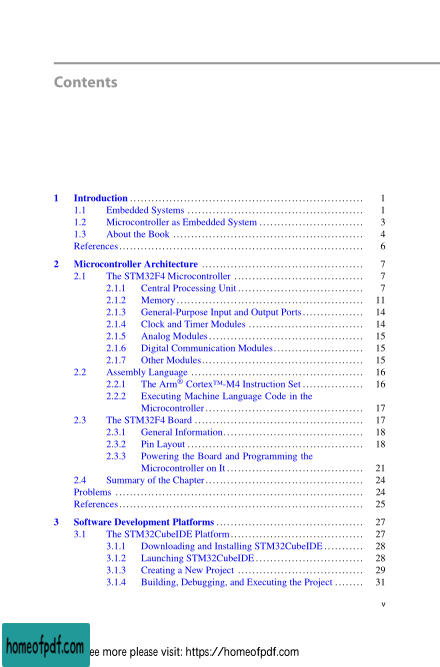 Contents
1 Introduction ........ 1
1.1 Embedded Systems ........ 1
1.2 Microcontroller as Embedded System ........ 3
1.3 About the Book ........ 4
References ........ 6
2 Microcontroller Architecture ........ 7
2.1 The STM32F4 Microcontroller ........ 7
2.1.1 Central Processing Unit ........ 7
2.1.2 Memory ........ 11
2.1.3 General-Purpose Input and Output Ports ........ 14
2.1.4 Clock and Timer Modules ........ 14
2.1.5 Analog Modules ........ 15
2.1.6 Digital Communication Modules ........ 15
2.1.7 Other Modules ........ 15
2.2 Assembly Language ........ 16
2.2.1 The Arm® Cortex™-M4 Instruction Set ........ 16
2.2.2 Executing Machine Language Code in the
Microcontroller ........ 17
2.3 The STM32F4 Board ........ 17
2.3.1 General Information ........ 18
2.3.2 Pin Layout ........ 18
2.3.3 Powering the Board and Programming the
Microcontroller on It ........ 21
2.4 Summary of the Chapter ........ 24
Problems ........ 24
References ........ 25
3 Software Development Platforms ........ 27
3.1 The STM32CubeIDE Platform ........ 27
3.1.1 Downloading and Installing STM32CubeIDE ........ 28
3.1.2 Launching STM32CubeIDE ........ 28
3.1.3 Creating a New Project ........ 29
3.1.4 Building, Debugging, and Executing the Project ........ 31
v
homeofpdf.com
ee more please visit: https://homeofpdf.com